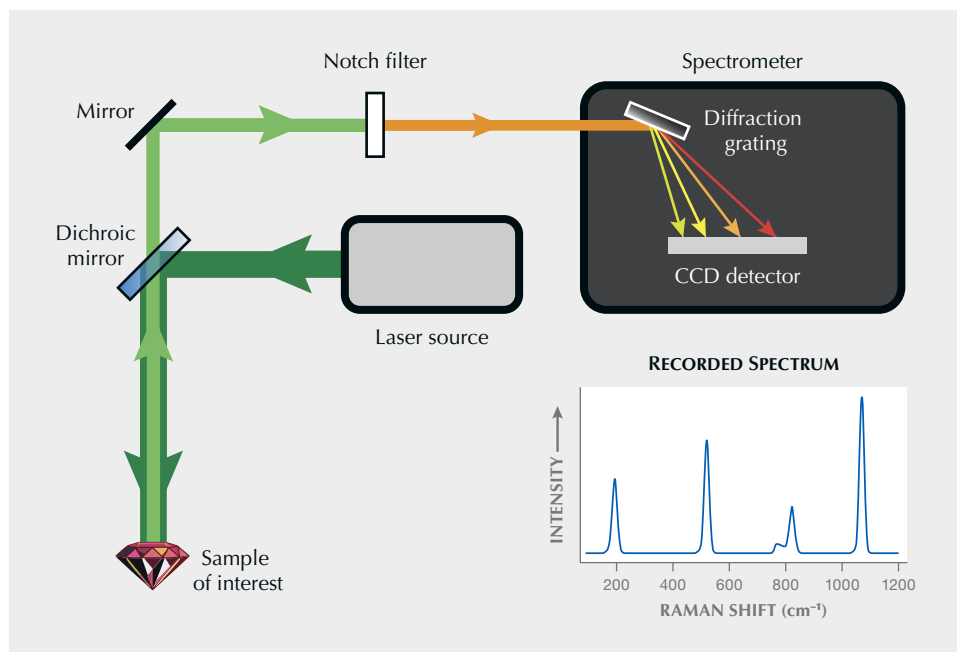 Notch filter
Spectrometer
Mirror
Diffraction
grating
Dichroic
mirror
CCD detector
Laser source
RECORDED SPECTRUM
INTENSITY
200 400 600 800 1000 1200
RAMAN SHIFT (cm⁻¹)
Sample
of interest